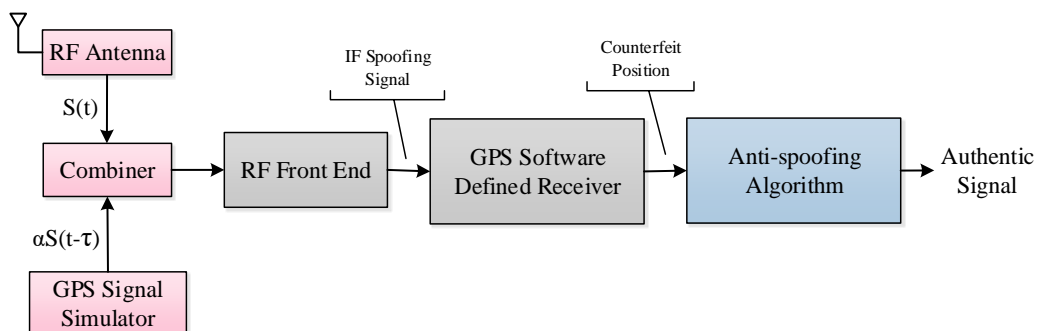 RF Antenna
S(t)
Combiner
αS(t-τ)
GPS Signal
Simulator
RF Front End
IF Spoofing
Signal
GPS Software
Defined Receiver
Counterfeit
Position
Anti-spoofing
Algorithm
Authentic
Signal